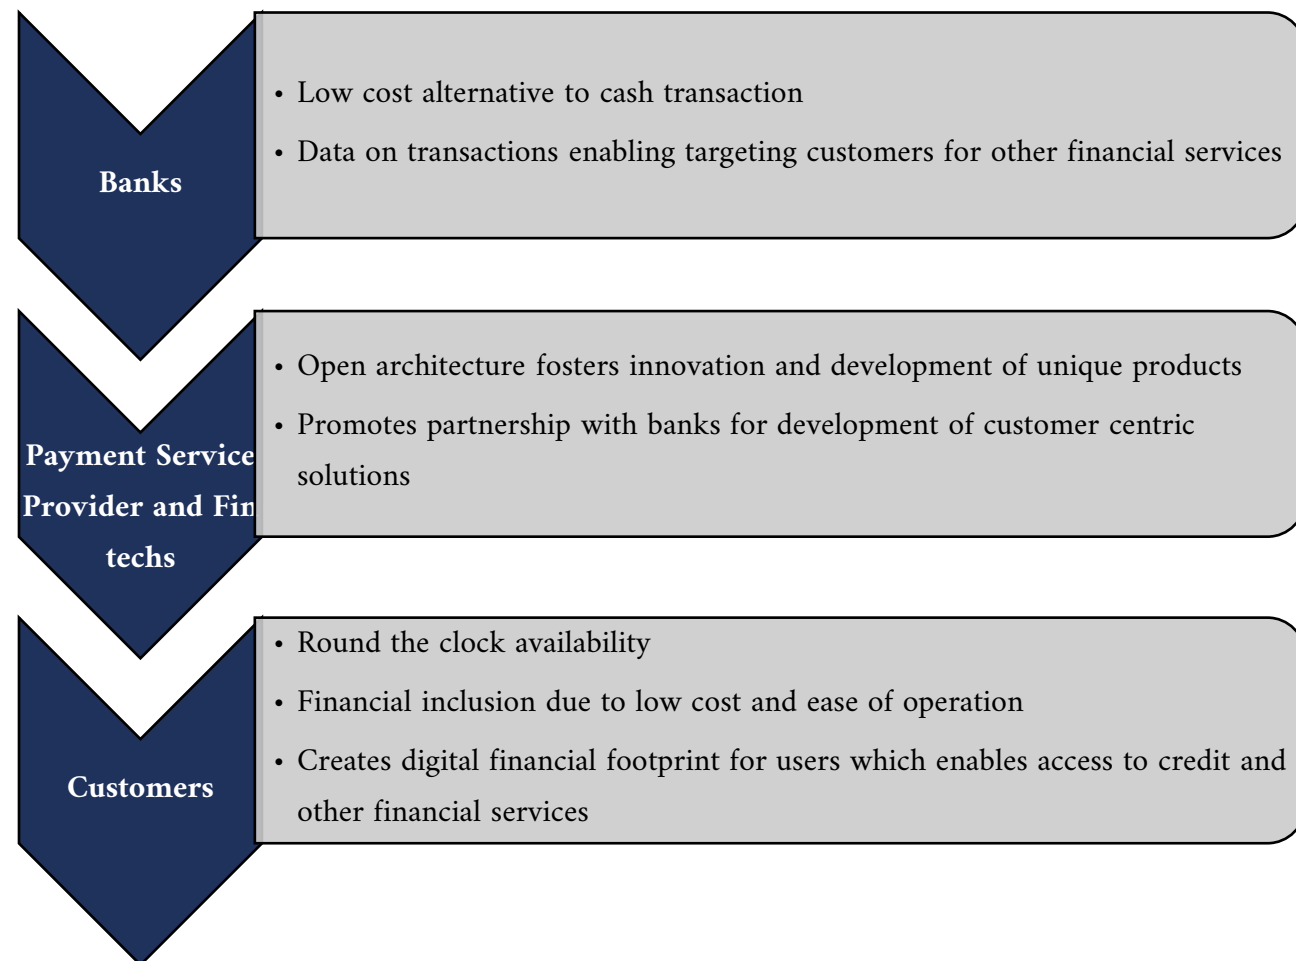 Banks
• Low cost alternative to cash transaction
• Data on transactions enabling targeting customers for other financial services
Payment Service
Provider and Fin
techs
• Open architecture fosters innovation and development of unique products
• Promotes partnership with banks for development of customer centric
solutions
Customers
• Round the clock availability
• Financial inclusion due to low cost and ease of operation
• Creates digital financial footprint for users which enables access to credit and
other financial services